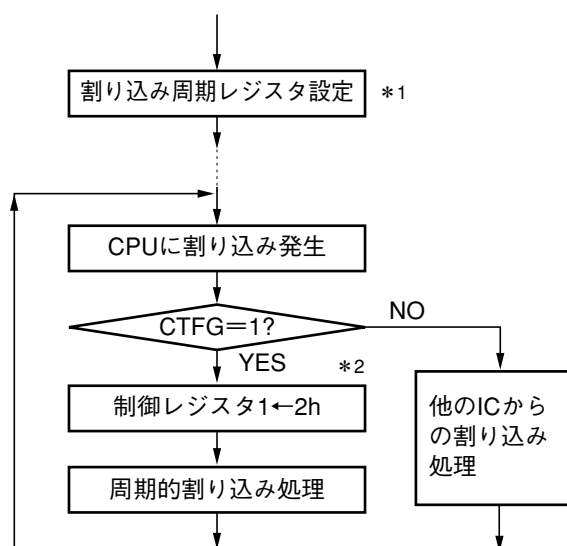 割り込み周期レジスタ設定 *1
CPUに割り込み発生
CTFG=1?
NO
YES *2
制御レジスタ1←2h
他のICか
らの割り込み
処理
周期的割り込み処理